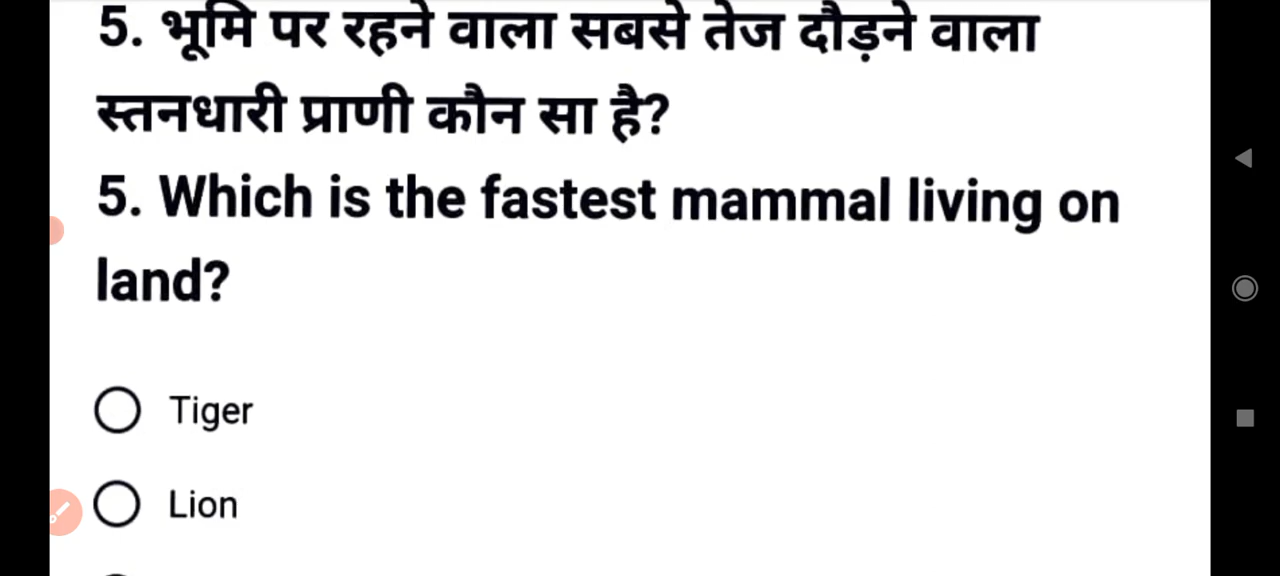 5. भूमि पर रहने वाला सबसे तेज दौड़ने वाला
स्तनधारी प्राणी कौन सा है?
5. Which is the fastest mammal living on
land?
Tiger
Lion